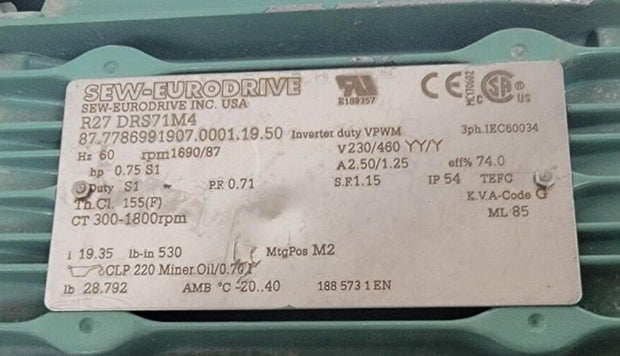 SEW-EURODRIVE
SEW-EURODRIVE INC. USA
E189357
CE MC1T0602 C CSA US
R27 DRS71M4
87.7786991907.0001.19.50 Inverter duty VPWM 3ph.IEC60034
Hz 60 rpm1690/87 V230/460 YY/Y
hp 0.75 S1 A2.50/1.25 eff% 74.0
Duty S1 P.F. 0.71 S.F.1.15 IP 54 TEFC
Th.Cl. 155(F) K.V.A-Code G
CT 300-1800rpm ML 85
i 19.35 lb-in 530 MtgPos M2
CLP 220 Miner.Oil/0.70
lb 28.792 AMB °C -20..40 188 573 1 EN